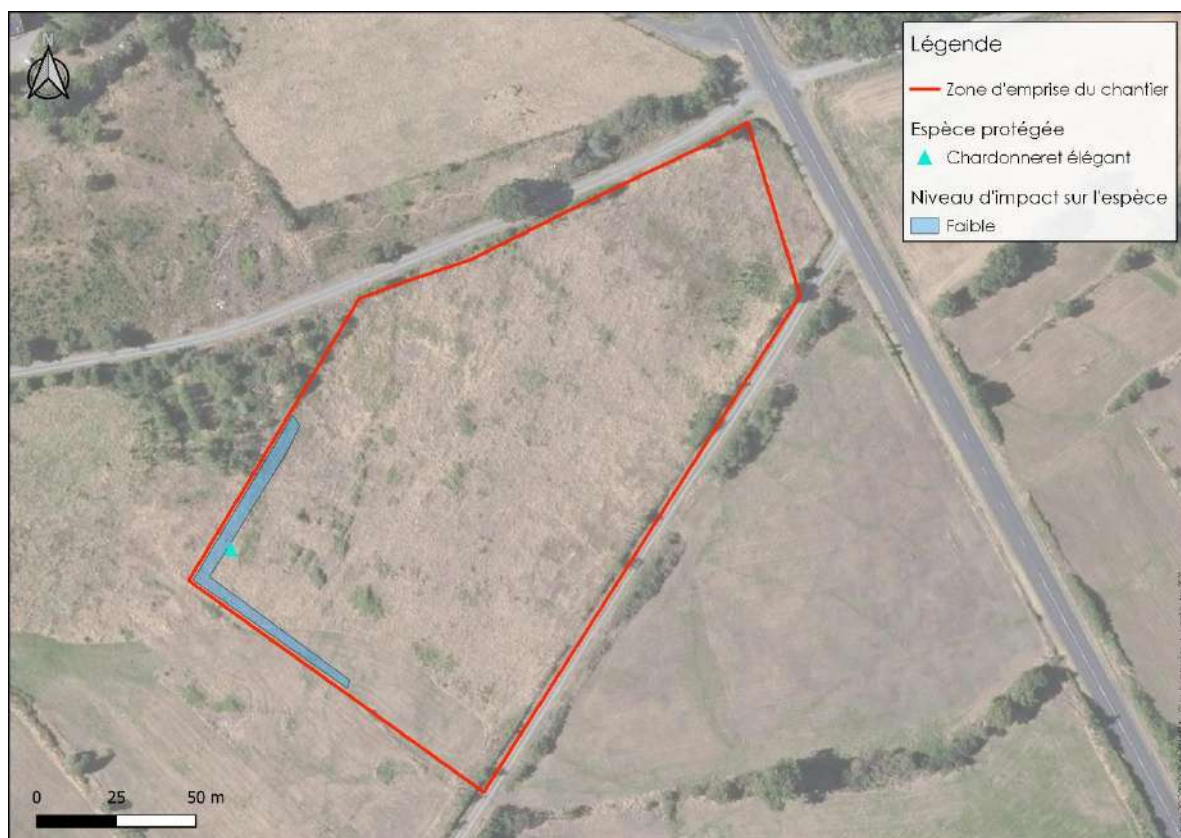 N
Légende
Zone d'emprise du chantier
Espèce protégée
Chardonneret élégant
Niveau d'impact sur l'espèce
Faible
0 25 50 m